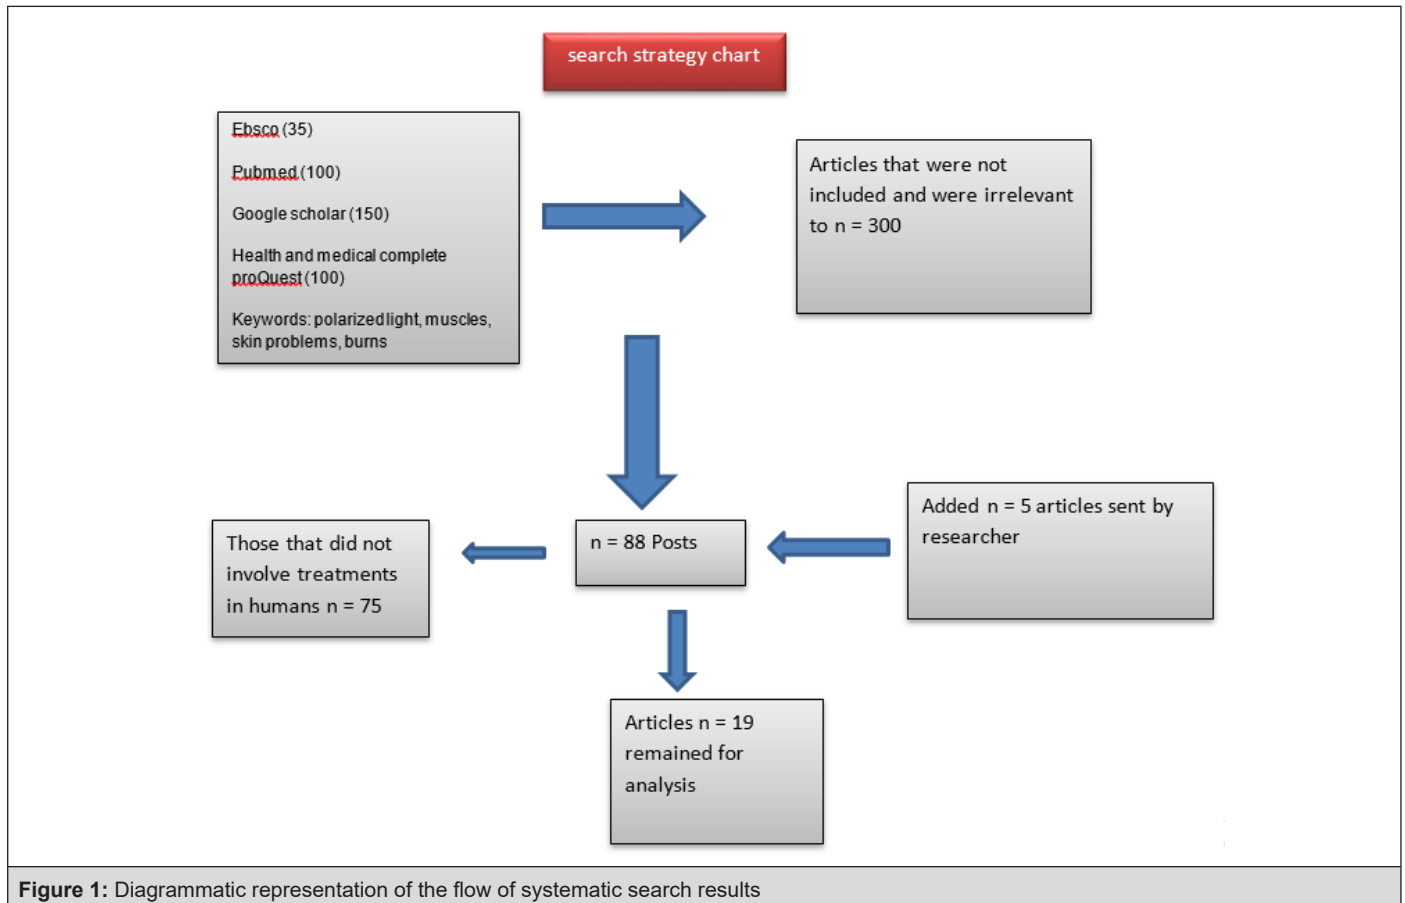 search strategy chart
Ebsco (35)
Pubmed (100)
Google scholar (150)
Health and medical complete
proQuest (100)
Keywords: polarized light, muscles,
skin problems, burns
Articles that were not
included and were irrelevant
to n = 300
Added n = 5 articles sent by
researcher
n = 88 Posts
Those that did not
involve treatments
in humans n = 75
Articles n = 19
remained for
analysis
Figure 1: Diagrammatic representation of the flow of systematic search results